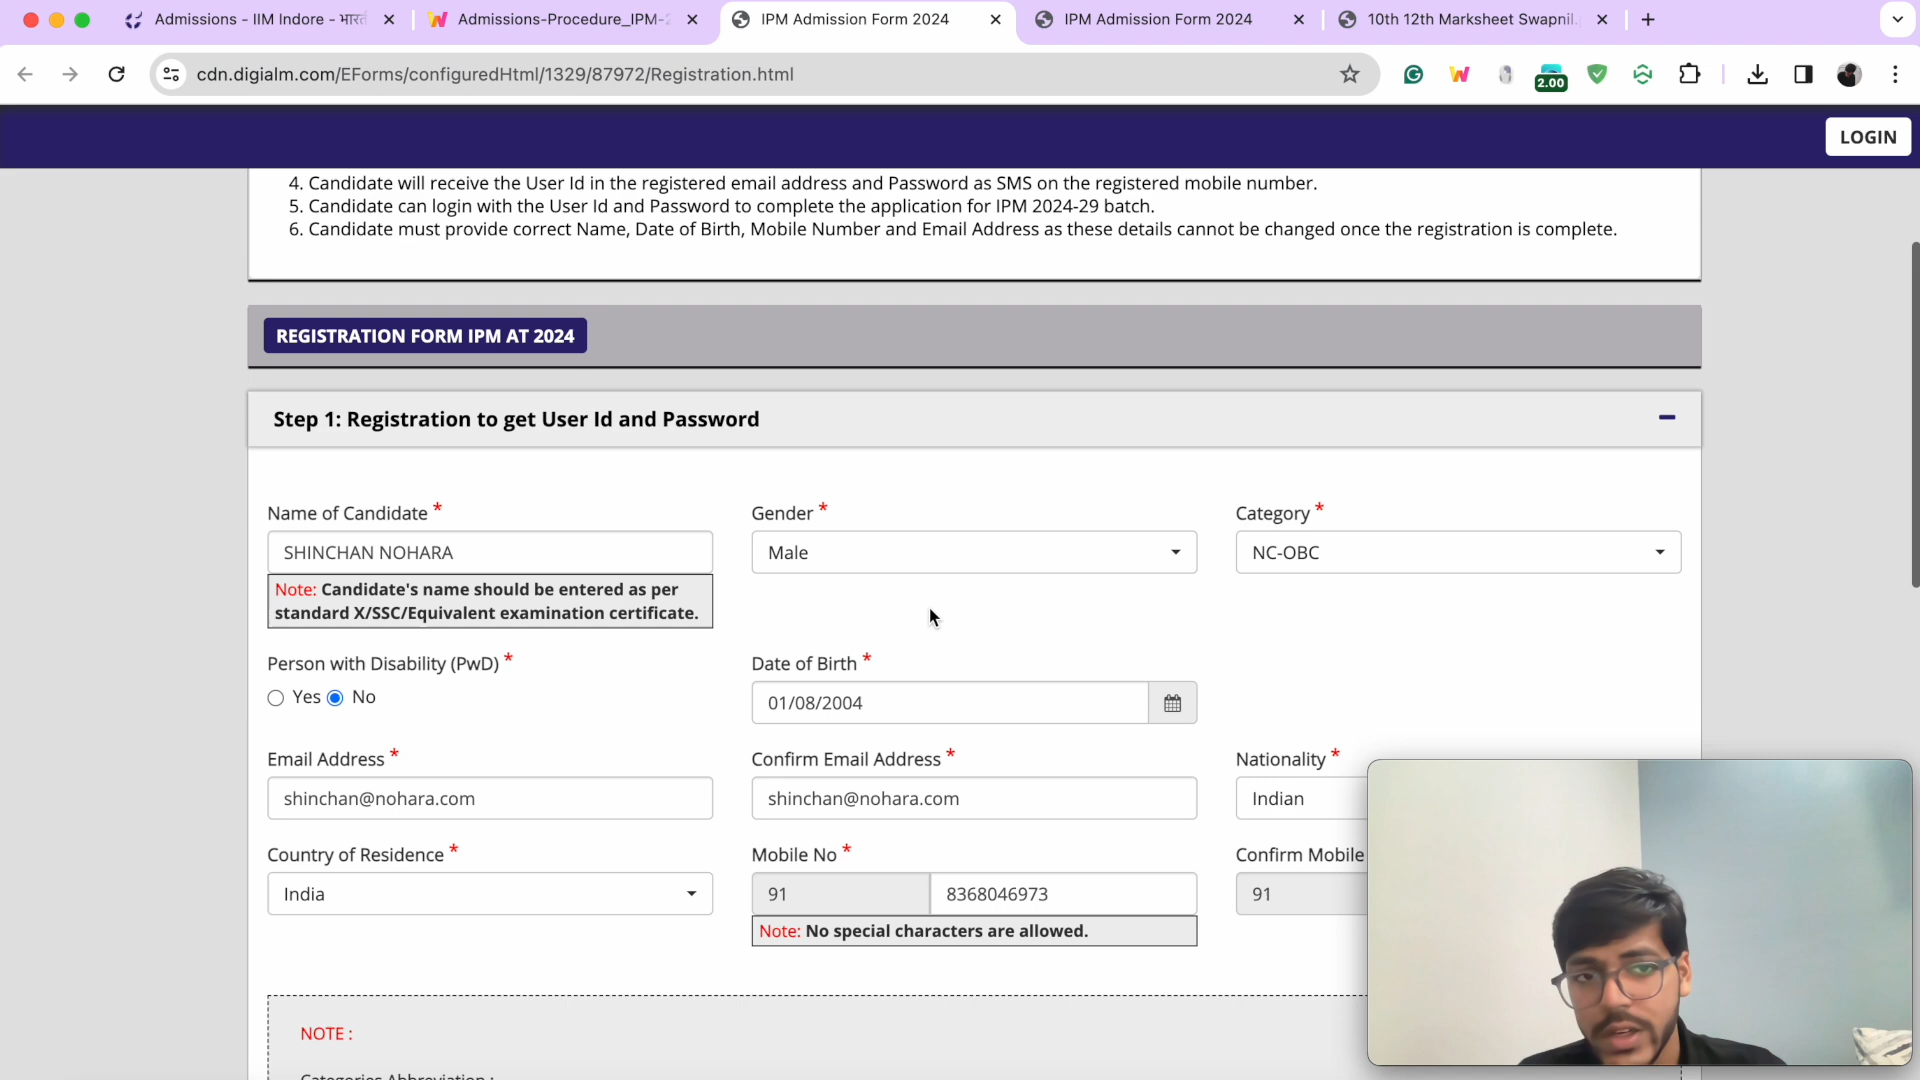 Admissions - IIM Indore - भारत
Admissions-Procedure_IPM-2
IPM Admission Form 2024
IPM Admission Form 2024
10th 12th Marksheet Swapnil.
cdn.digialm.com/EForms/configuredHtml/1329/87972/Registration.html
2.00
LOGIN
4. Candidate will receive the User Id in the registered email address and Password as SMS on the registered mobile number.
5. Candidate can login with the User Id and Password to complete the application for IPM 2024-29 batch.
6. Candidate must provide correct Name, Date of Birth, Mobile Number and Email Address as these details cannot be changed once the registration is complete.
REGISTRATION FORM IPM AT 2024
Step 1: Registration to get User Id and Password
Name of Candidate * Gender * Category *
SHINCHAN NOHARA Male NC-OBC
Note: Candidate's name should be entered as per
standard X/SSC/Equivalent examination certificate.
Person with Disability (PwD) * Date of Birth *
Yes No 01/08/2004
Email Address * Confirm Email Address * Nationality *
shinchan@nohara.com shinchan@nohara.com Indian
Country of Residence * Mobile No * Confirm Mobile
India 91 8368046973 91
Note: No special characters are allowed.
NOTE :
Categories Abbreviation :